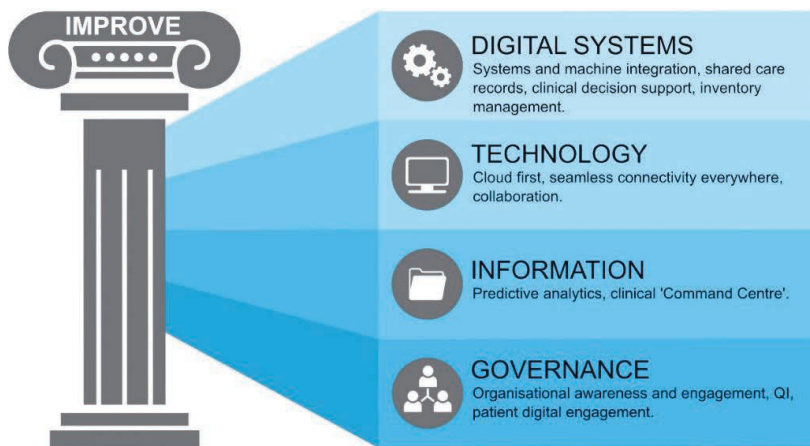 IMPROVE
DIGITAL SYSTEMS
Systems and machine integration, shared care
records, clinical decision support, inventory
management.
TECHNOLOGY
Cloud first, seamless connectivity everywhere,
collaboration.
INFORMATION
Predictive analytics, clinical 'Command Centre'.
GOVERNANCE
Organisational awareness and engagement, QI,
patient digital engagement.